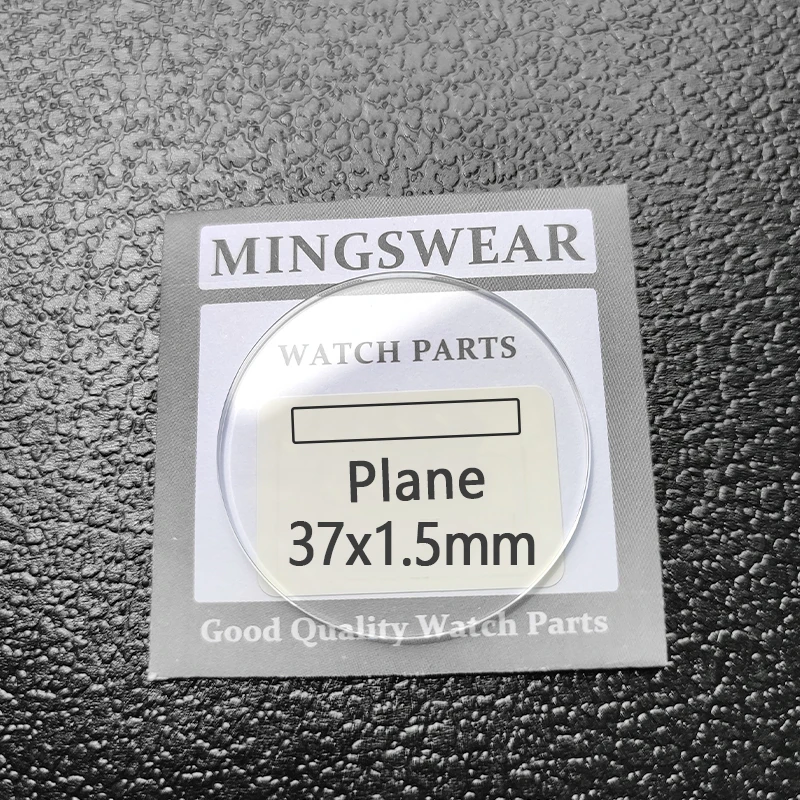 MINGSWEAR
WATCH PARTS
Plane
37x1.5mm
Good Quality Watch Parts